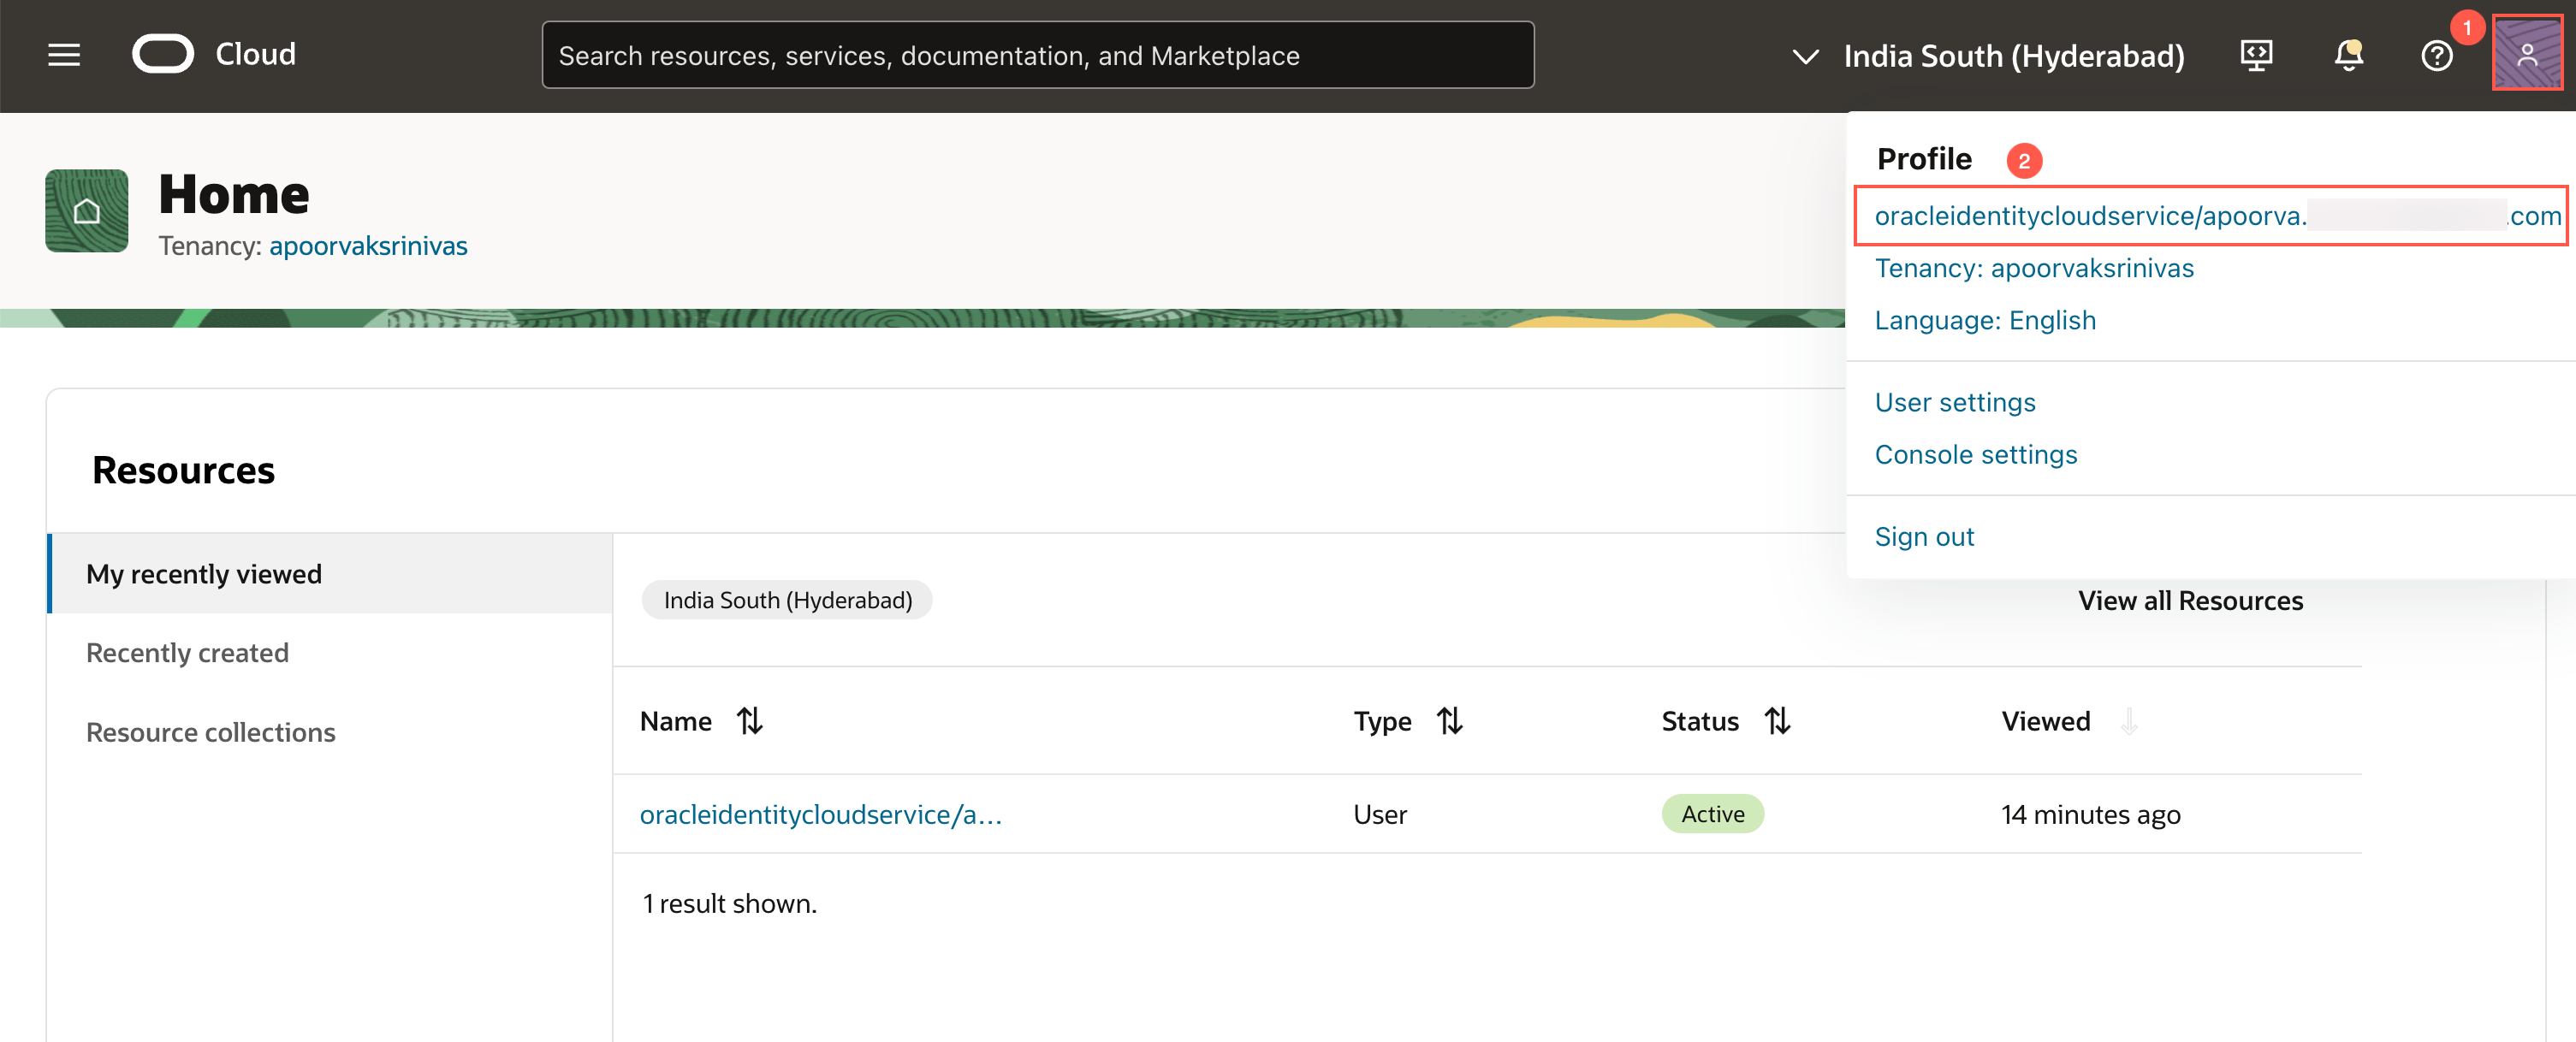 Cloud
Search resources, services, documentation, and Marketplace
India South (Hyderabad)
1
Home
Tenancy: apoorvaksrinivas
Profile 2
oracleidentitycloudservice/apoorva. .com
Tenancy: apoorvaksrinivas
Language: English
User settings
Console settings
Sign out
Resources
My recently viewed
Recently created
Resource collections
India South (Hyderabad)
View all Resources
Name Type Status Viewed
oracleidentitycloudservice/a... User Active 14 minutes ago
1 result shown.